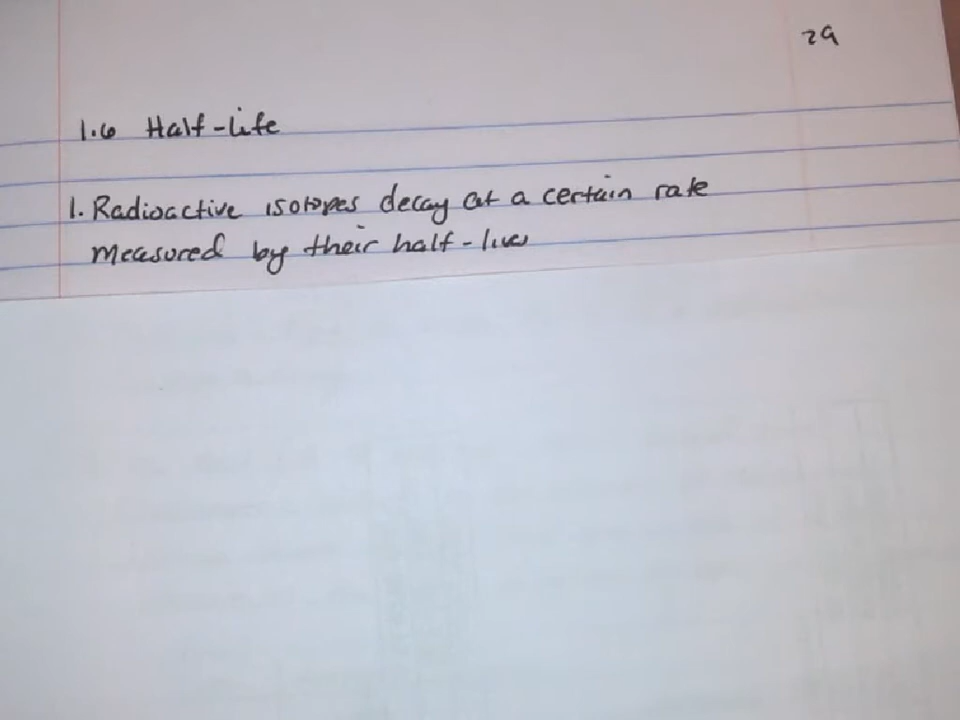 29
1.6 Half-life
1. Radioactive isotopes decay at a certain rate
measured by their half-lives